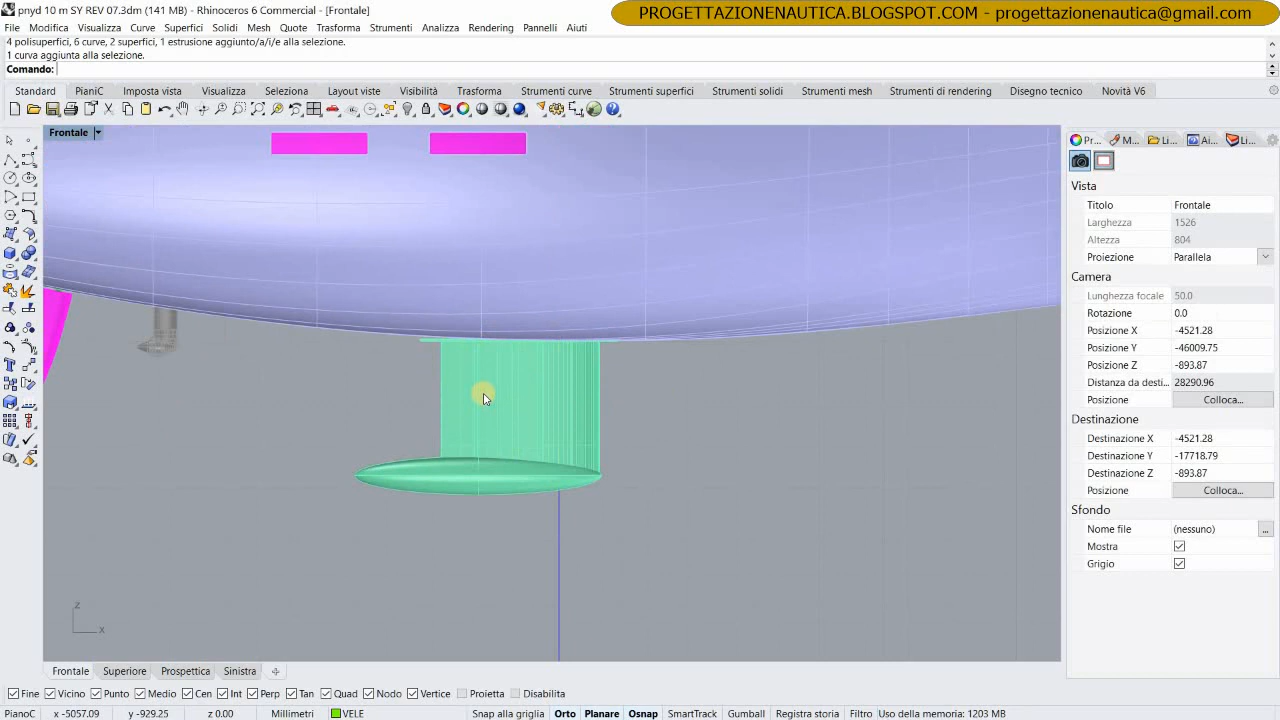 pnyd 10 m SY REV 07.3dm (141 MB) - Rhinoceros 6 Commercial - [Frontale]
PROGETTAZIONENAUTICA.BLOGSPOT.COM - progettazionenautica@gmail.com
File Modifica Visualizza Curve Superfici Solidi Mesh Quote Trasforma Strumenti Analizza Rendering Pannelli Aiuti
4 polisuperfici, 6 curve, 2 superfici, 1 estrusione aggiunto/a/i/e alla selezione.
1 curva aggiunta alla selezione.
Comando:
Standard PianiC Imposta vista Visualizza Seleziona Layout viste Visibilità Trasforma Strumenti curve Strumenti superfici Strumenti solidi Strumenti mesh Strumenti di rendering Disegno tecnico Novità V6
Frontale
Pr... M... Li... Ai... Li...
Vista
Titolo Frontale
Larghezza 1526
Altezza 804
Proiezione Parallela
Camera
Lunghezza focale 50.0
Rotazione 0.0
Posizione X -4521.28
Posizione Y -46009.75
Posizione Z -893.87
Distanza da desti... 28290.96
Posizione Colloca...
Destinazione
Destinazione X -4521.28
Destinazione Y -17718.79
Destinazione Z -893.87
Posizione Colloca...
Sfondo
Nome file (nessuno) ...
Mostra
Grigio
z
x
Frontale Superiore Prospettica Sinistra
Fine Vicino Punto Medio Cen Int Perp Tan Quad Nodo Vertice Proietta Disabilita
PianoC x -5057.09 y -929.25 z 0.00 Millimetri VELE Snap alla griglia Orto Planare Osnap SmartTrack Gumball Registra storia Filtro Uso della memoria: 1203 MB